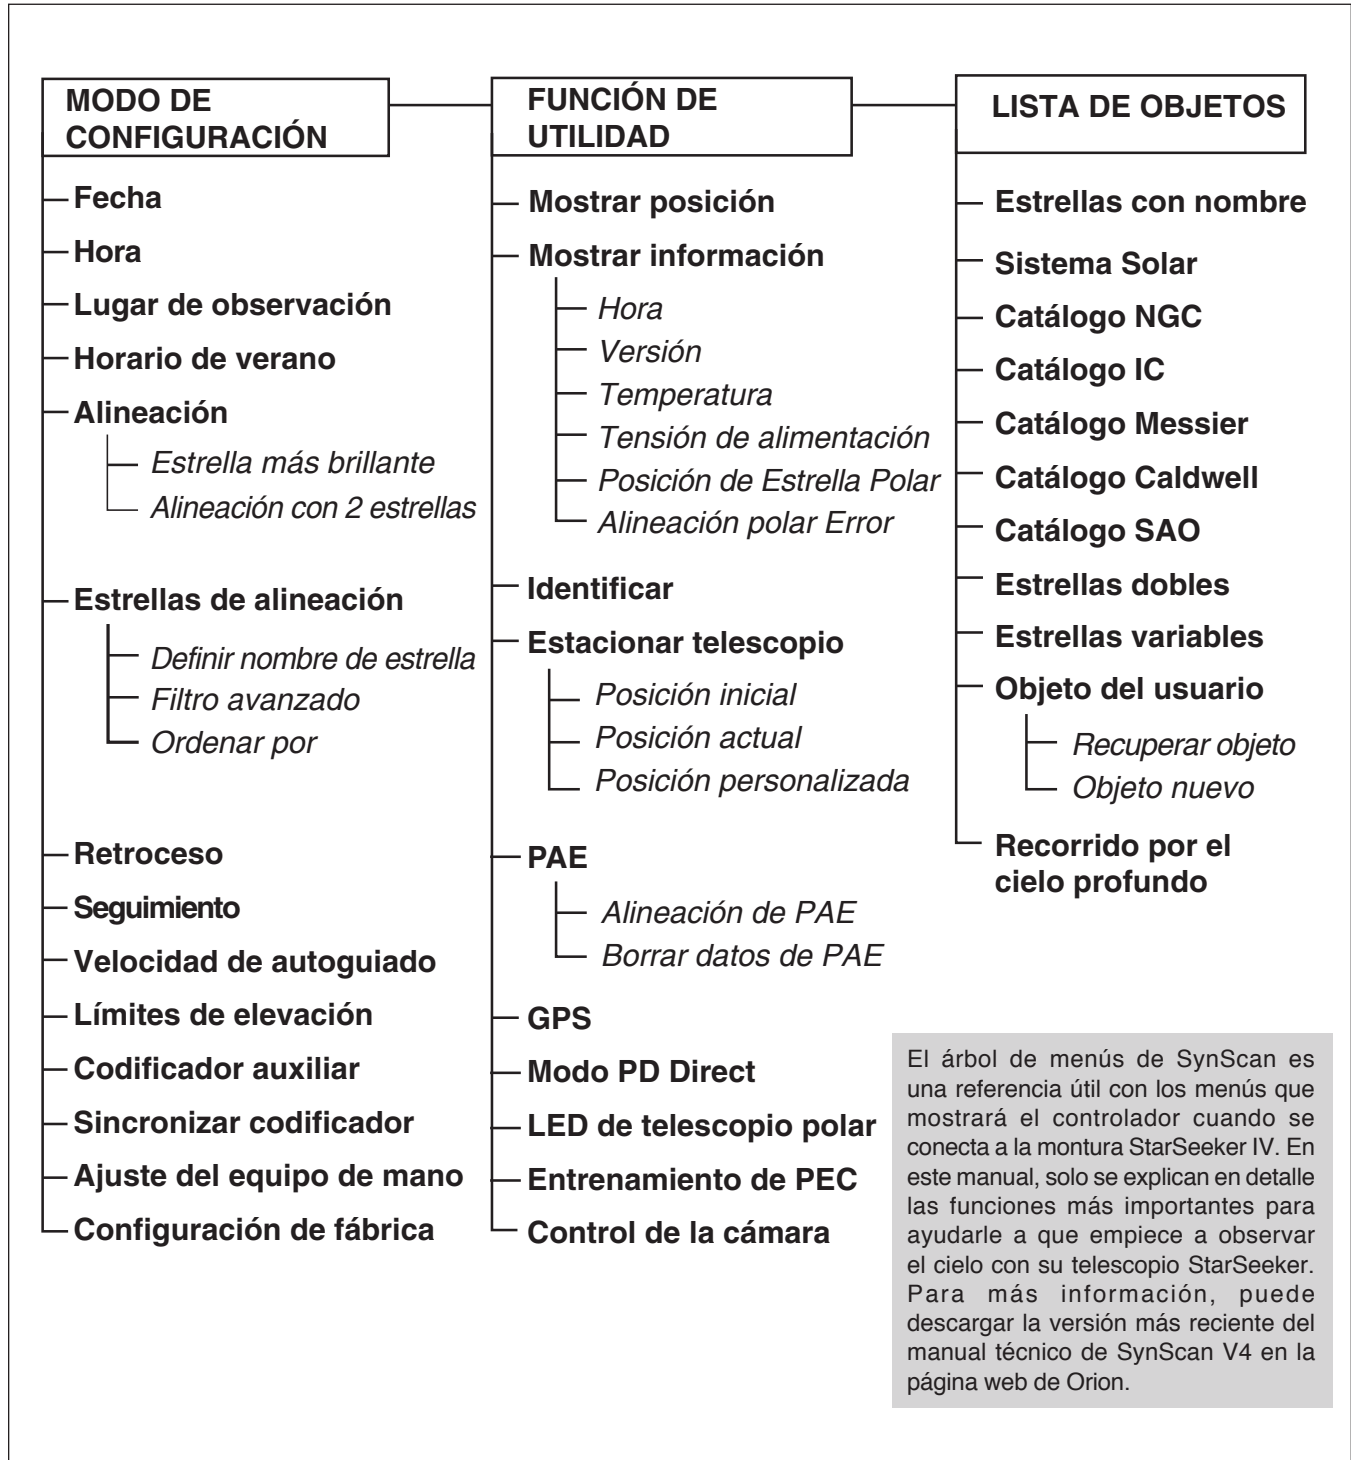 MODO DE
CONFIGURACIÓN
Fecha
Hora
Lugar de observación
Horario de verano
Alineación
Estrella más brillante
Alineación con 2 estrellas
Estrellas de alineación
Definir nombre de estrella
Filtro avanzado
Ordenar por
Retroceso
Seguimiento
Velocidad de autoguiado
Límites de elevación
Codificador auxiliar
Sincronizar codificador
Ajuste del equipo de mano
Configuración de fábrica
FUNCIÓN DE
UTILIDAD
Mostrar posición
Mostrar información
Hora
Versión
Temperatura
Tensión de alimentación
Posición de Estrella Polar
Alineación polar Error
Identificar
Estacionar telescopio
Posición inicial
Posición actual
Posición personalizada
PAE
Alineación de PAE
Borrar datos de PAE
GPS
Modo PD Direct
LED de telescopio polar
Entrenamiento de PEC
Control de la cámara
LISTA DE OBJETOS
Estrellas con nombre
Sistema Solar
Catálogo NGC
Catálogo IC
Catálogo Messier
Catálogo Caldwell
Catálogo SAO
Estrellas dobles
Estrellas variables
Objeto del usuario
Recuperar objeto
Objeto nuevo
Recorrido por el
cielo profundo
El árbol de menús de SynScan es
una referencia útil con los menús que
mostrará el controlador cuando se
conecta a la montura StarSeeker IV. En
este manual, solo se explican en detalle
las funciones más importantes para
ayudarle a que empiece a observar
el cielo con su telescopio StarSeeker.
Para más información, puede
descargar la versión más reciente del
manual técnico de SynScan V4 en la
página web de Orion.